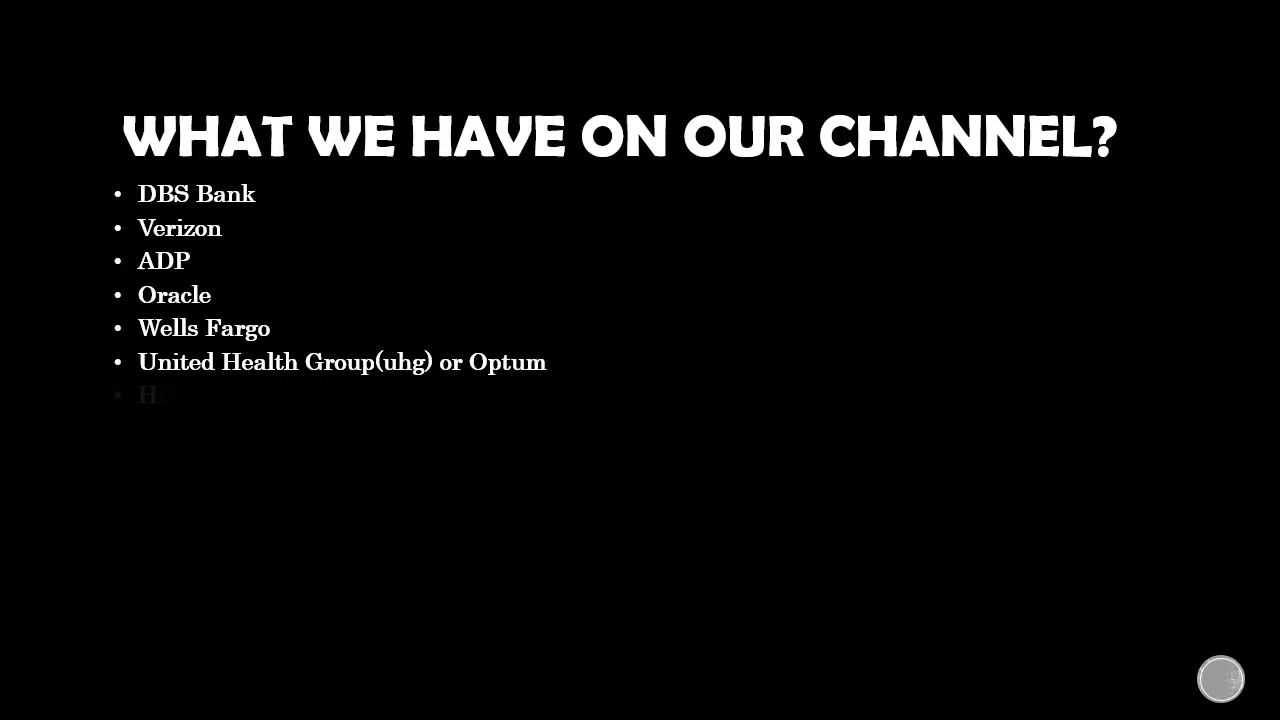 WHAT WE HAVE ON OUR CHANNEL?
• DBS Bank
• Verizon
• ADP
• Oracle
• Wells Fargo
• United Health Group(uhg) or Optum